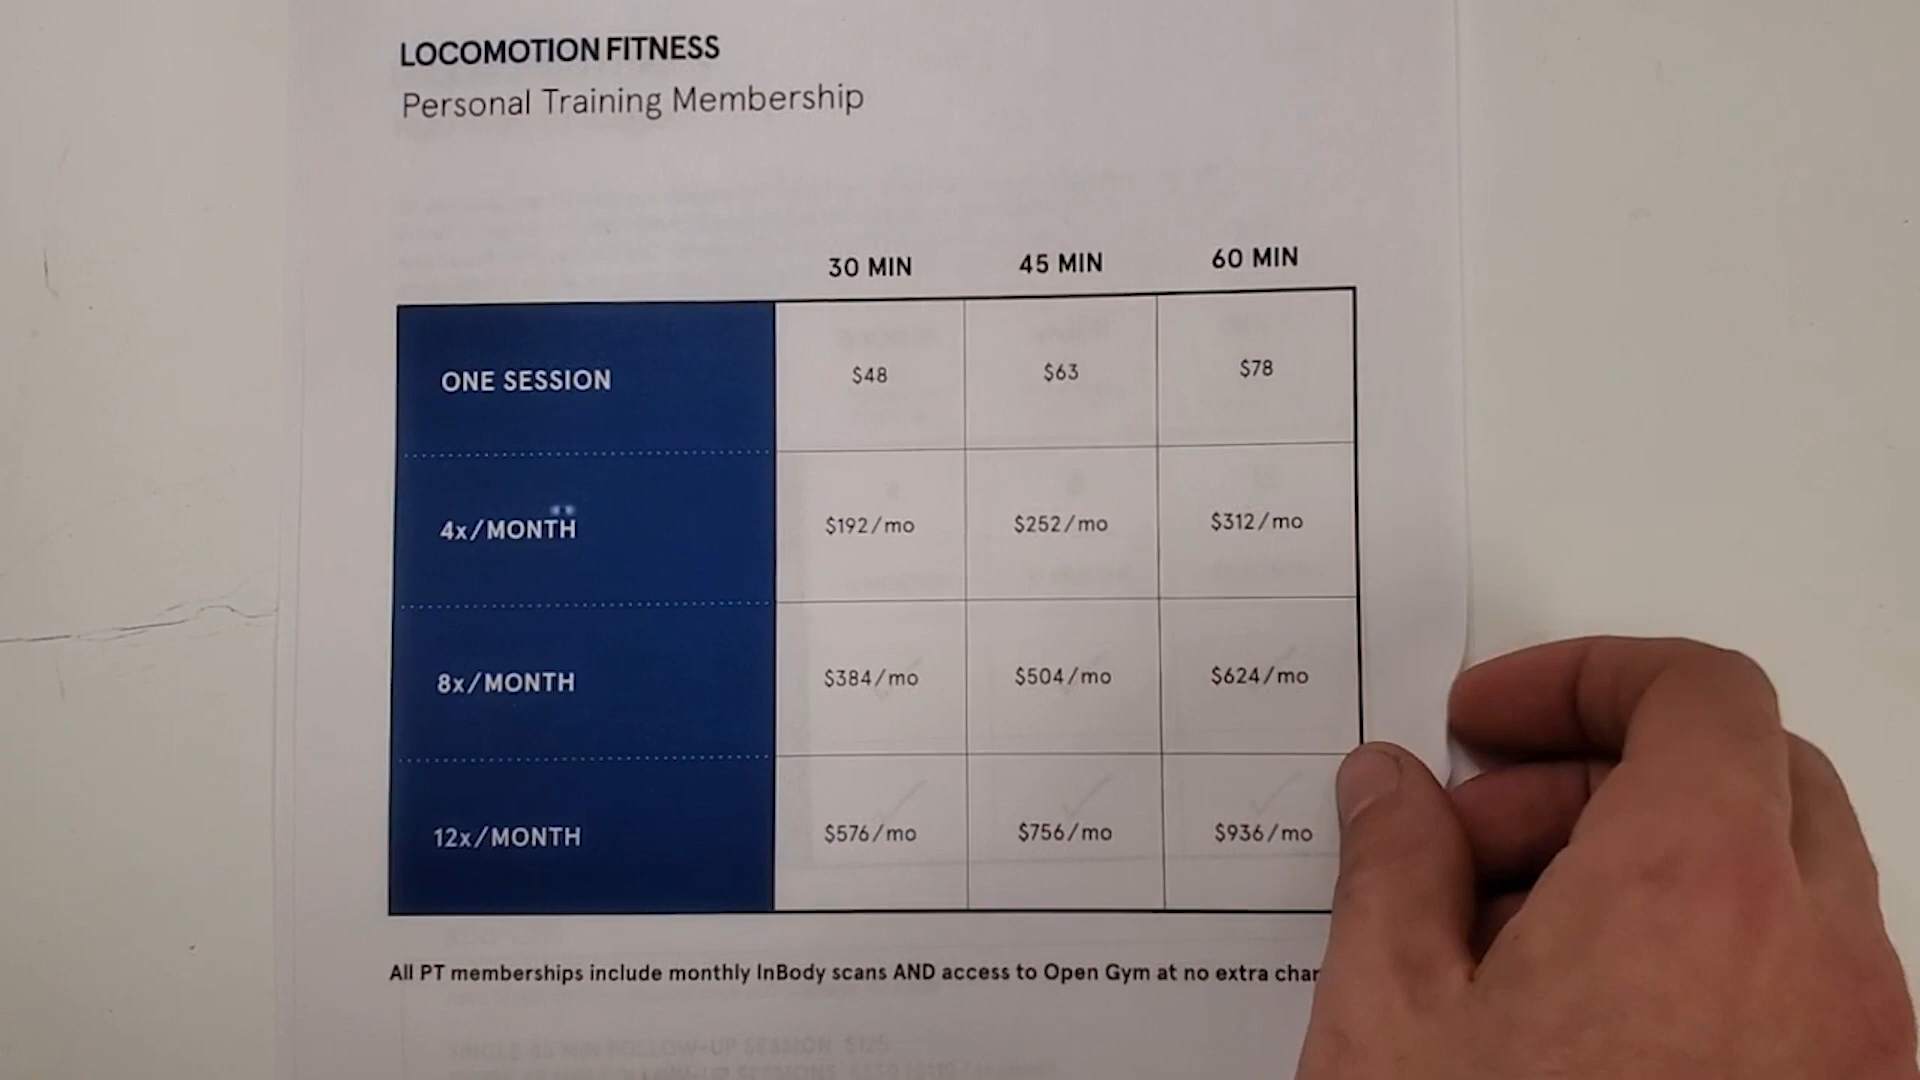 LOCOMOTION FITNESS
Personal Training Membership
30 MIN 45 MIN 60 MIN
ONE SESSION $48 $63 $78
4x/MONTH $192/mo $252/mo $312/mo
8x/MONTH $384/mo $504/mo $624/mo
12x/MONTH $576/mo $756/mo $936/mo
All PT memberships include monthly InBody scans AND access to Open Gym at no extra